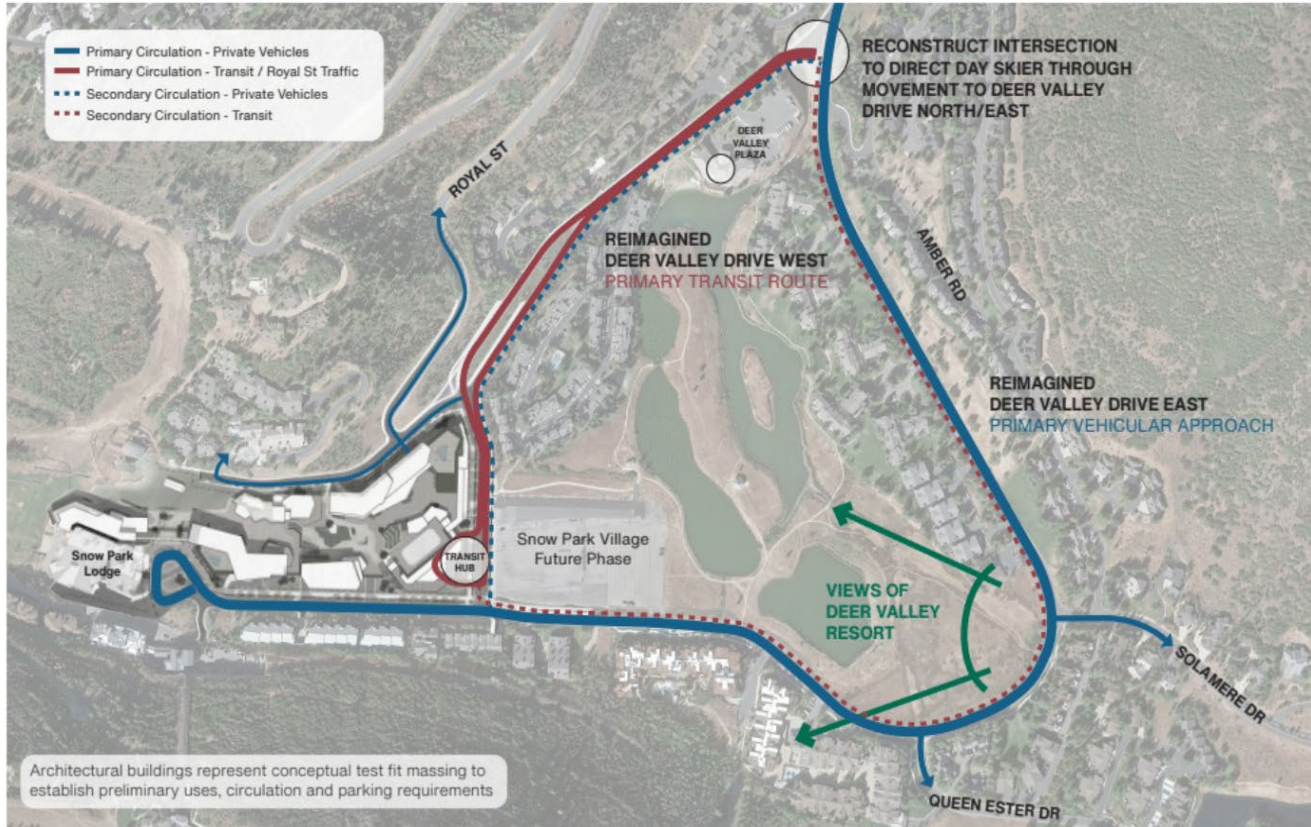 Primary Circulation - Private Vehicles
Primary Circulation - Transit / Royal St Traffic
Secondary Circulation - Private Vehicles
Secondary Circulation - Transit
RECONSTRUCT INTERSECTION
TO DIRECT DAY SKIER THROUGH
MOVEMENT TO DEER VALLEY
DRIVE NORTH/EAST
DEER
VALLEY
PLAZA
ROYAL ST
REIMAGINED
DEER VALLEY DRIVE WEST
PRIMARY TRANSIT ROUTE
AMBER RD
REIMAGINED
DEER VALLEY DRIVE EAST
PRIMARY VEHICULAR APPROACH
Snow Park
Lodge
TRANSIT
HUB
Snow Park Village
Future Phase
VIEWS OF
DEER VALLEY
RESORT
SOLAMERE DR
QUEEN ESTER DR
Architectural buildings represent conceptual test fit massing to
establish preliminary uses, circulation and parking requirements